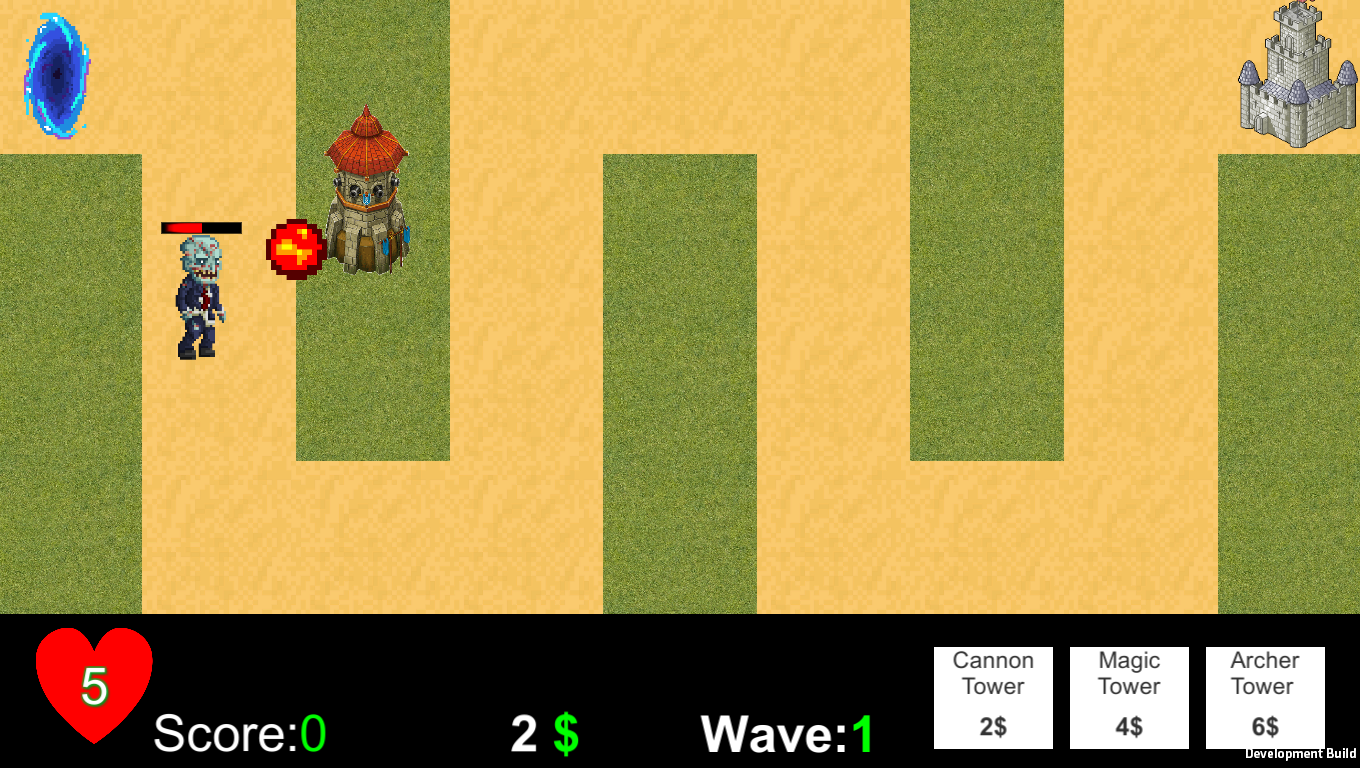 5
Score:0
2 $
Wave:1
Cannon
Tower
2$
Magic
Tower
4$
Archer
Tower
6$
Development Build